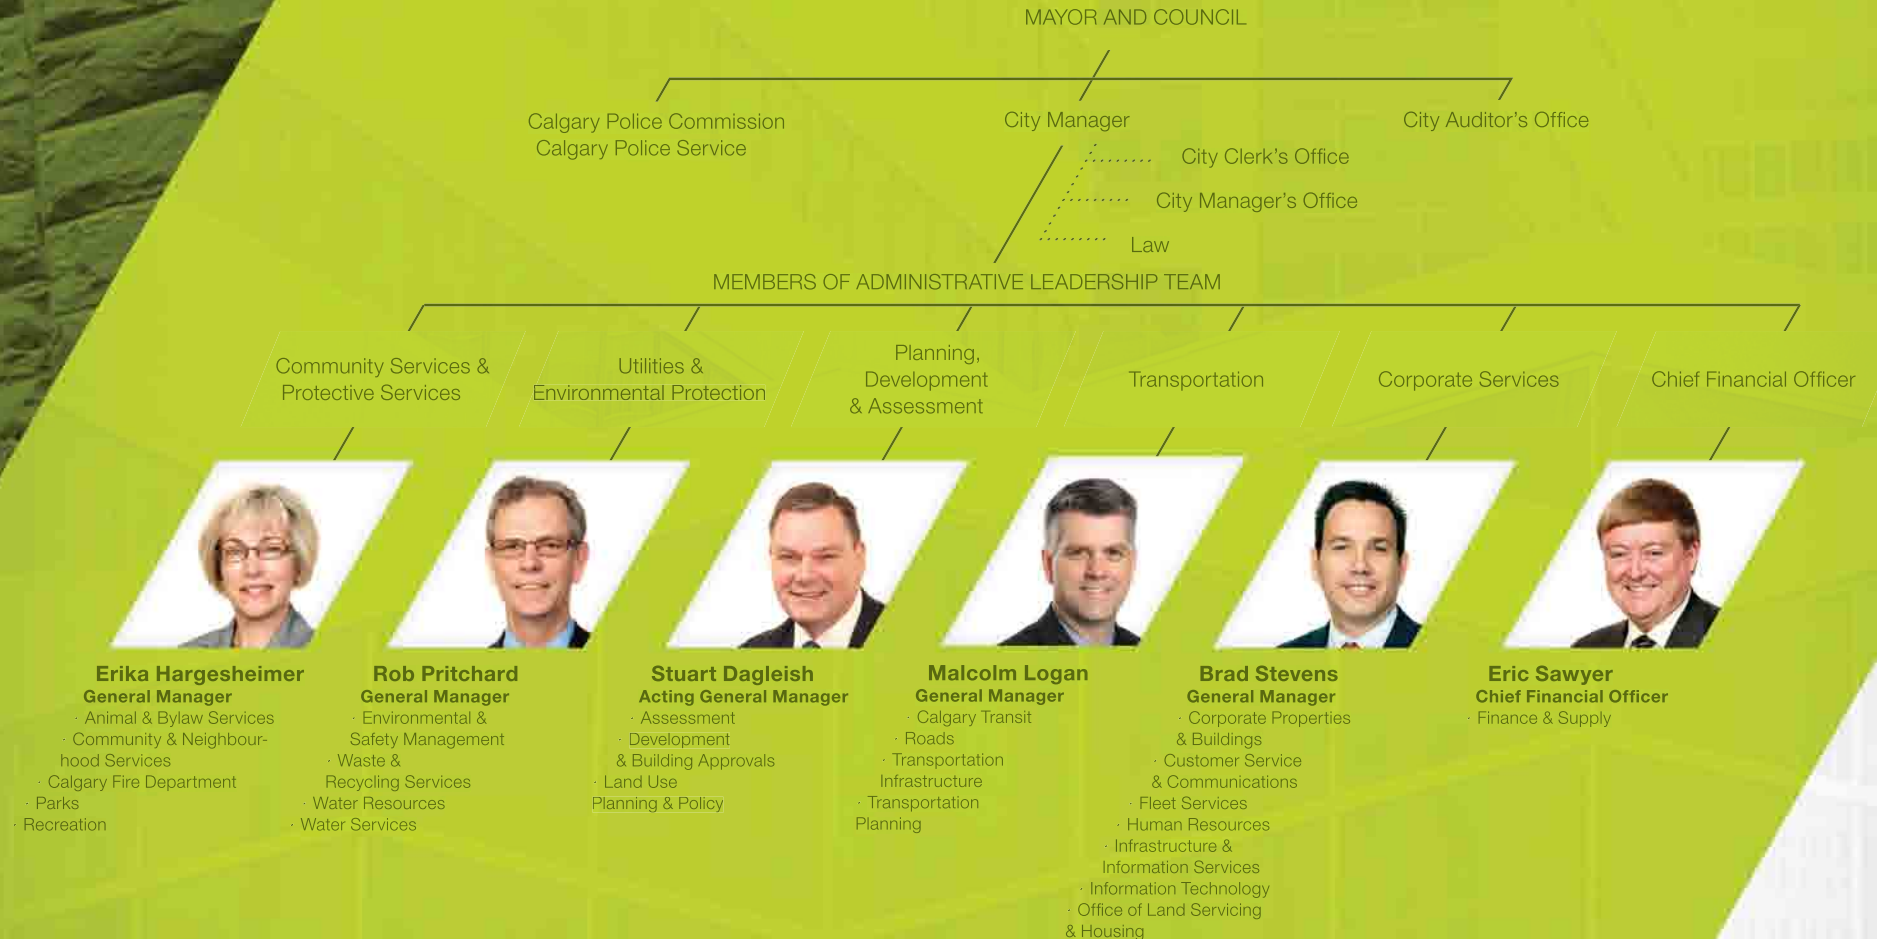 MAYOR AND COUNCIL
Calgary Police Commission
Calgary Police Service
City Manager
City Auditor's Office
City Clerk's Office
City Manager's Office
Law
MEMBERS OF ADMINISTRATIVE LEADERSHIP TEAM
Community Services &
Protective Services
Utilities &
Environmental Protection
Planning,
Development
& Assessment
Transportation
Corporate Services
Chief Financial Officer
Erika Hargesheimer
General Manager
· Animal & Bylaw Services
· Community & Neighbour-
hood Services
· Calgary Fire Department
· Parks
· Recreation
Rob Pritchard
General Manager
· Environmental &
Safety Management
· Waste &
Recycling Services
· Water Resources
· Water Services
Stuart Dagleish
Acting General Manager
· Assessment
· Development
& Building Approvals
· Land Use
Planning & Policy
Malcolm Logan
General Manager
· Calgary Transit
· Roads
· Transportation
Infrastructure
· Transportation
Planning
Brad Stevens
General Manager
· Corporate Properties
& Buildings
· Customer Service
& Communications
· Fleet Services
· Human Resources
· Infrastructure &
Information Services
· Information Technology
· Office of Land Servicing
& Housing
Eric Sawyer
Chief Financial Officer
· Finance & Supply